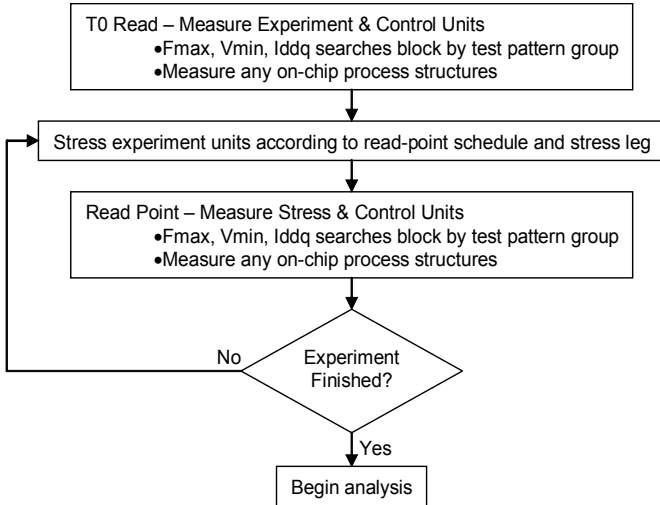 T0 Read – Measure Experiment & Control Units
•Fmax, Vmin, Iddq searches block by test pattern group
•Measure any on-chip process structures
Stress experiment units according to read-point schedule and stress leg
Read Point – Measure Stress & Control Units
•Fmax, Vmin, Iddq searches block by test pattern group
•Measure any on-chip process structures
No
Experiment
Finished?
Yes
Begin analysis